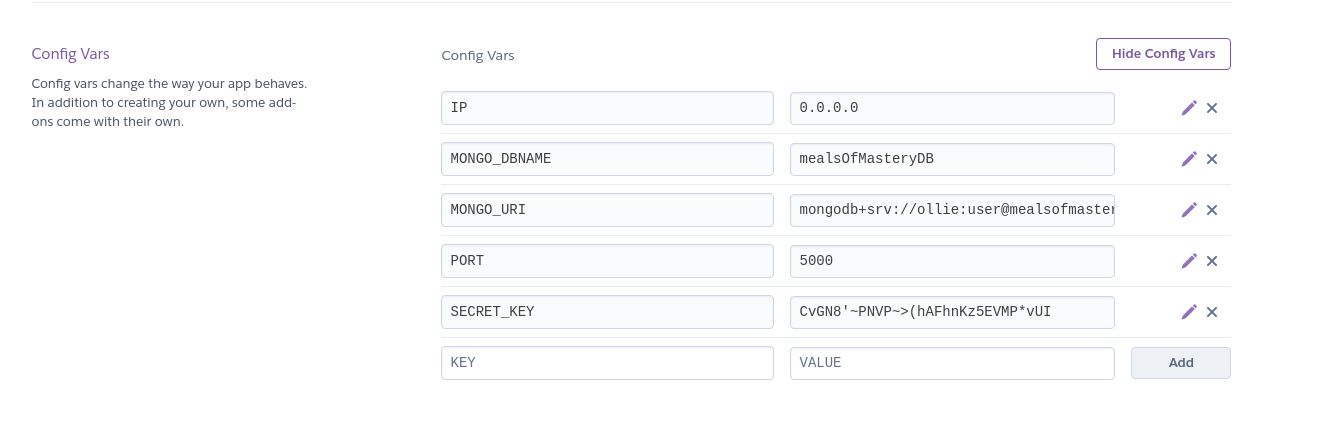 Config Vars
Config vars change the way your app behaves.
In addition to creating your own, some add-
ons come with their own.
Config Vars
Hide Config Vars
IP 0.0.0.0
MONGO_DBNAME mealsOfMasteryDB
MONGO_URI mongodb+srv://ollie:user@mealsofmaster
PORT 5000
SECRET_KEY CvGN8'~PNVP~>(hAFhnKz5EVMP*vUI
KEY VALUE Add